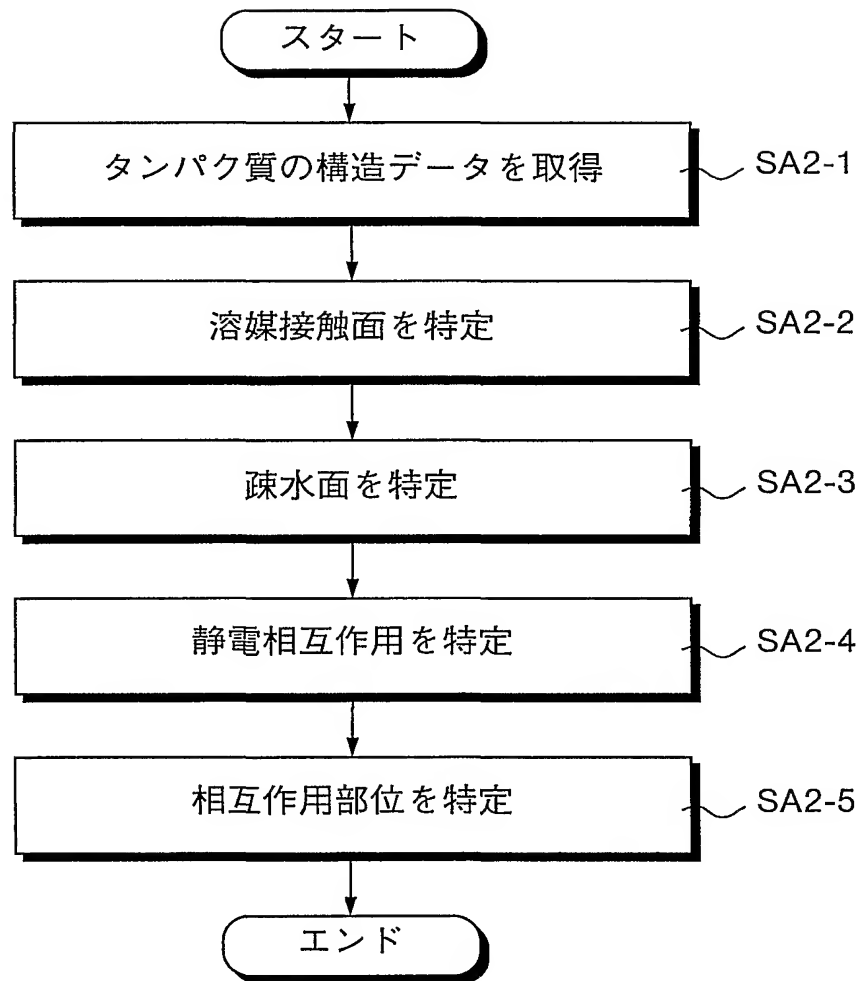 スタート
タンパク質の構造データを取得
SA2-1
溶媒接触面を特定
SA2-2
疎水面を特定
SA2-3
静電相互作用を特定
SA2-4
相互作用部位を特定
SA2-5
エンド